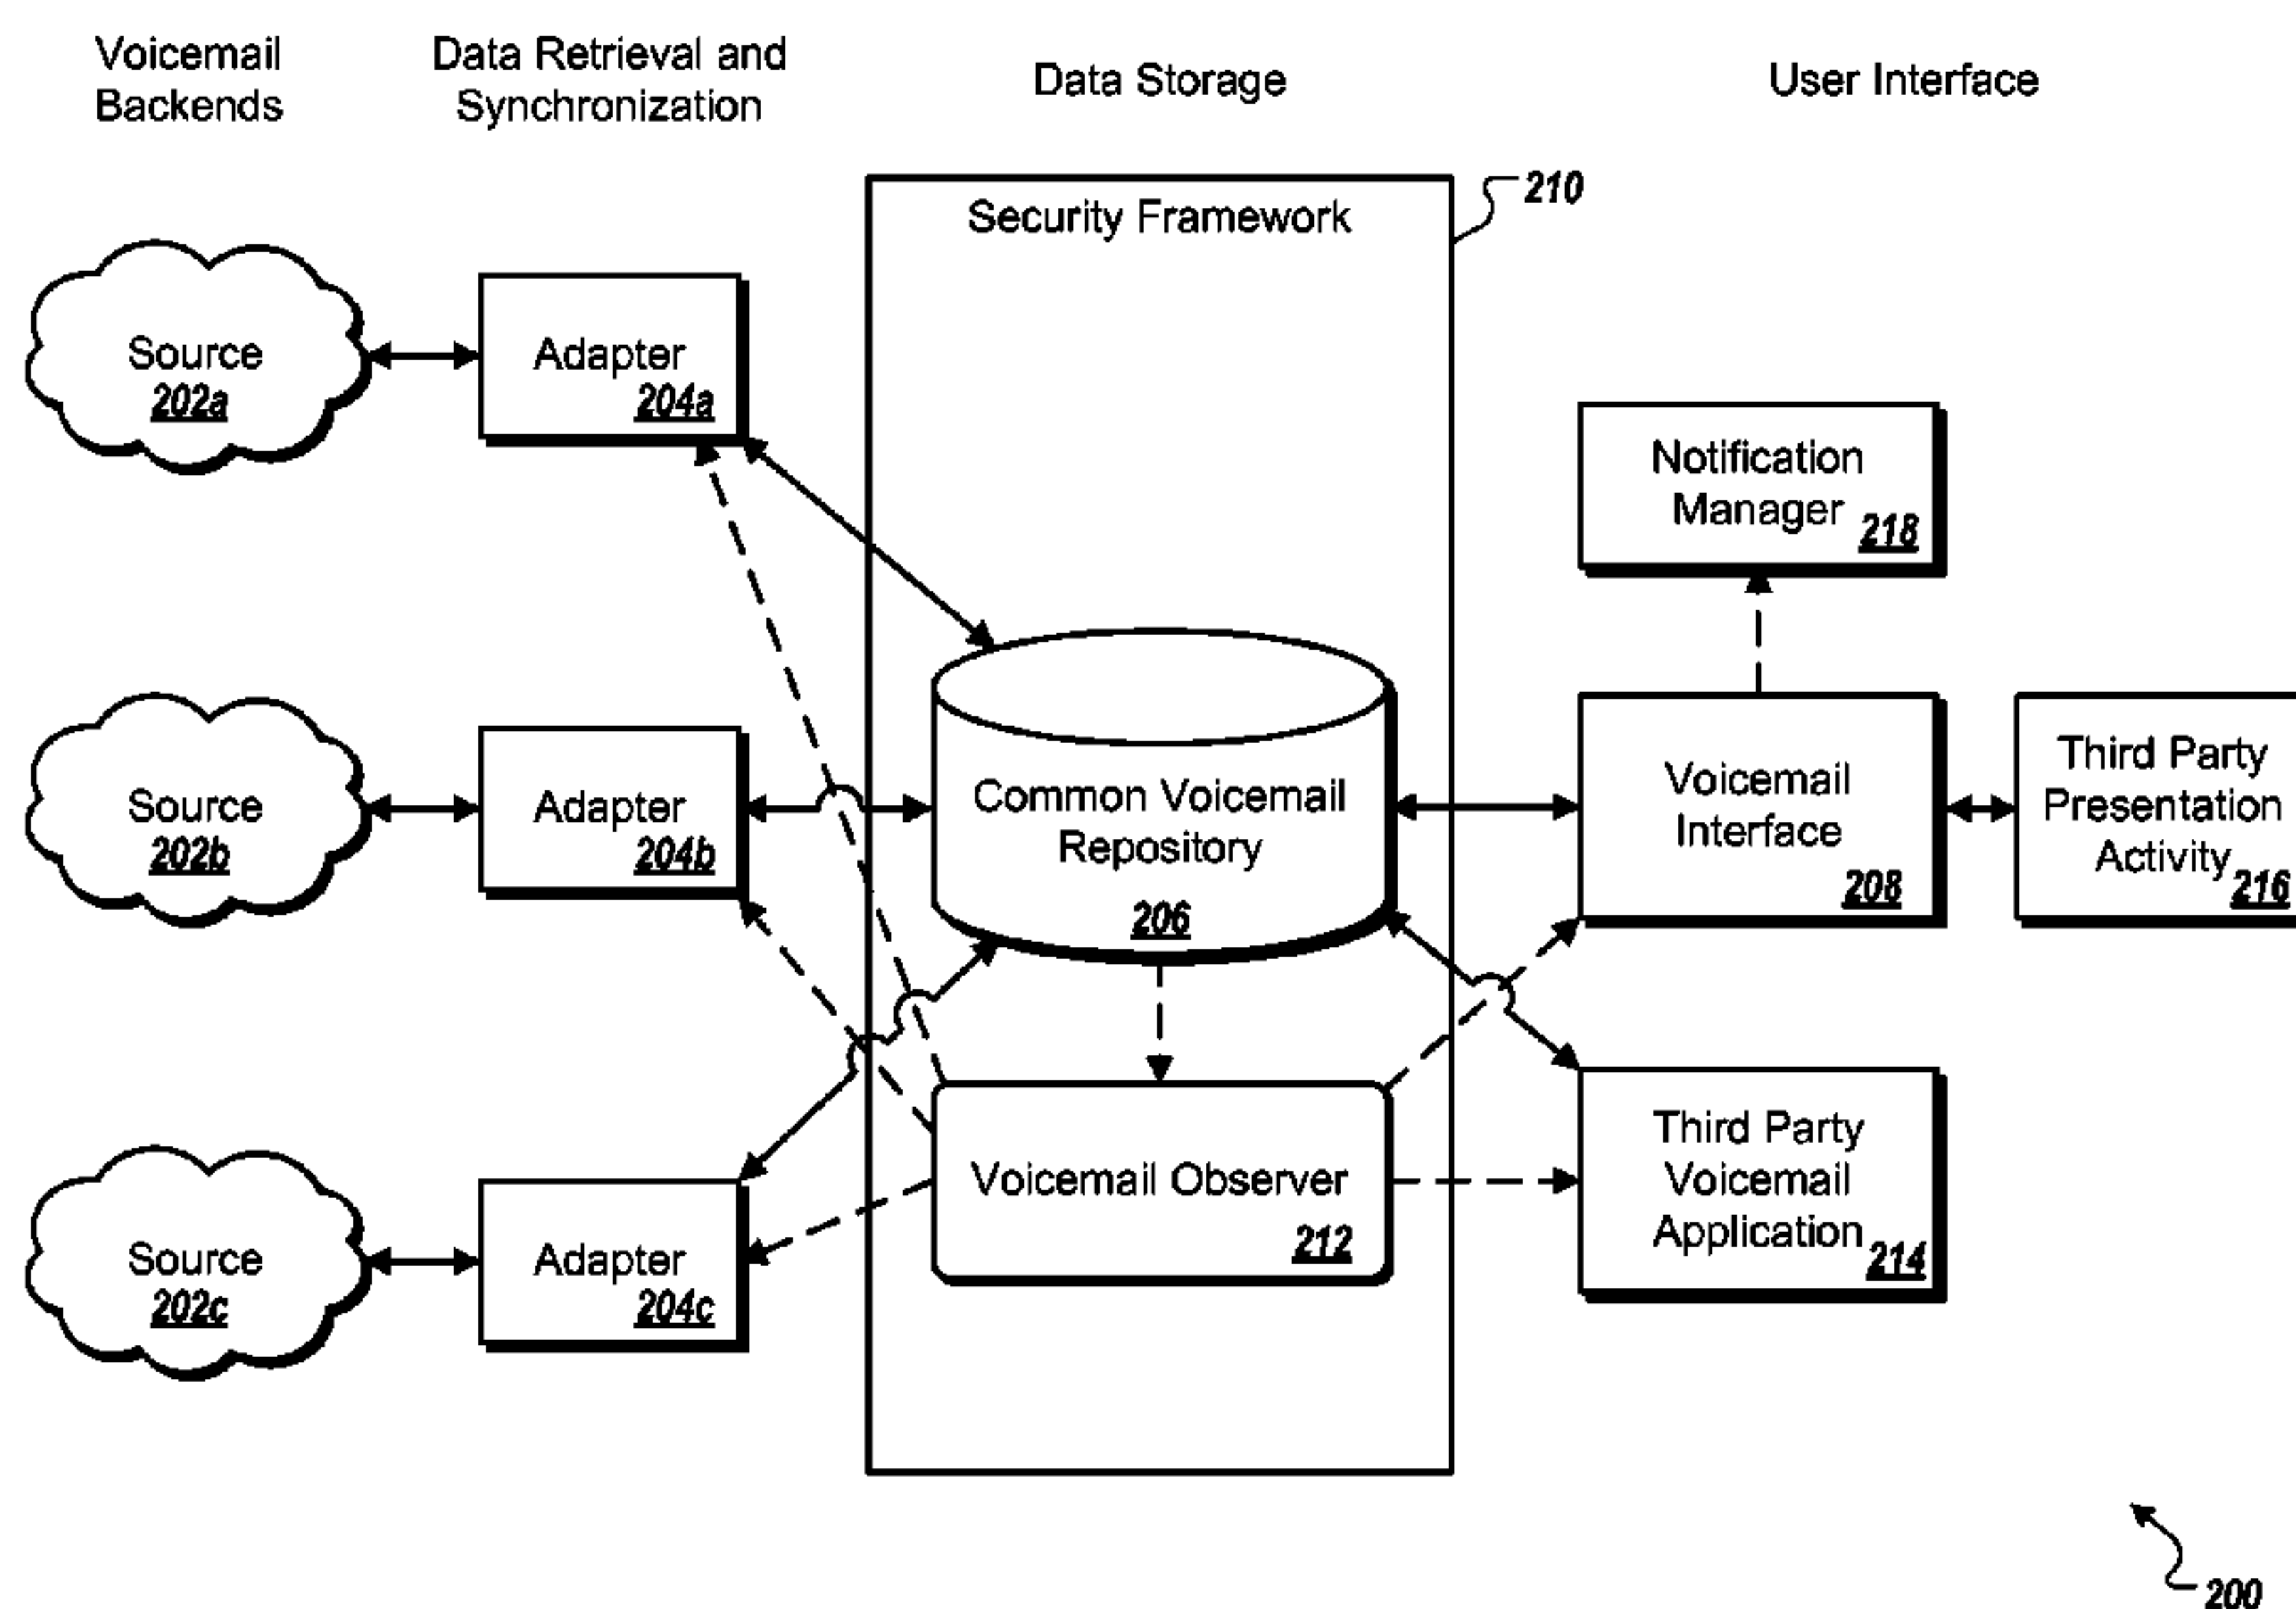 Voicemail
Backends
Data Retrieval and
Synchronization
Data Storage
User Interface
Security Framework
210
Source
202a
Adapter
204a
Notification
Manager
218
Source
202b
Adapter
204b
Common Voicemail
Repository
206
Voicemail
Interface
208
Third Party
Presentation
Activity
216
Source
202c
Adapter
204c
Voicemail Observer
212
Third Party
Voicemail
Application
214
200